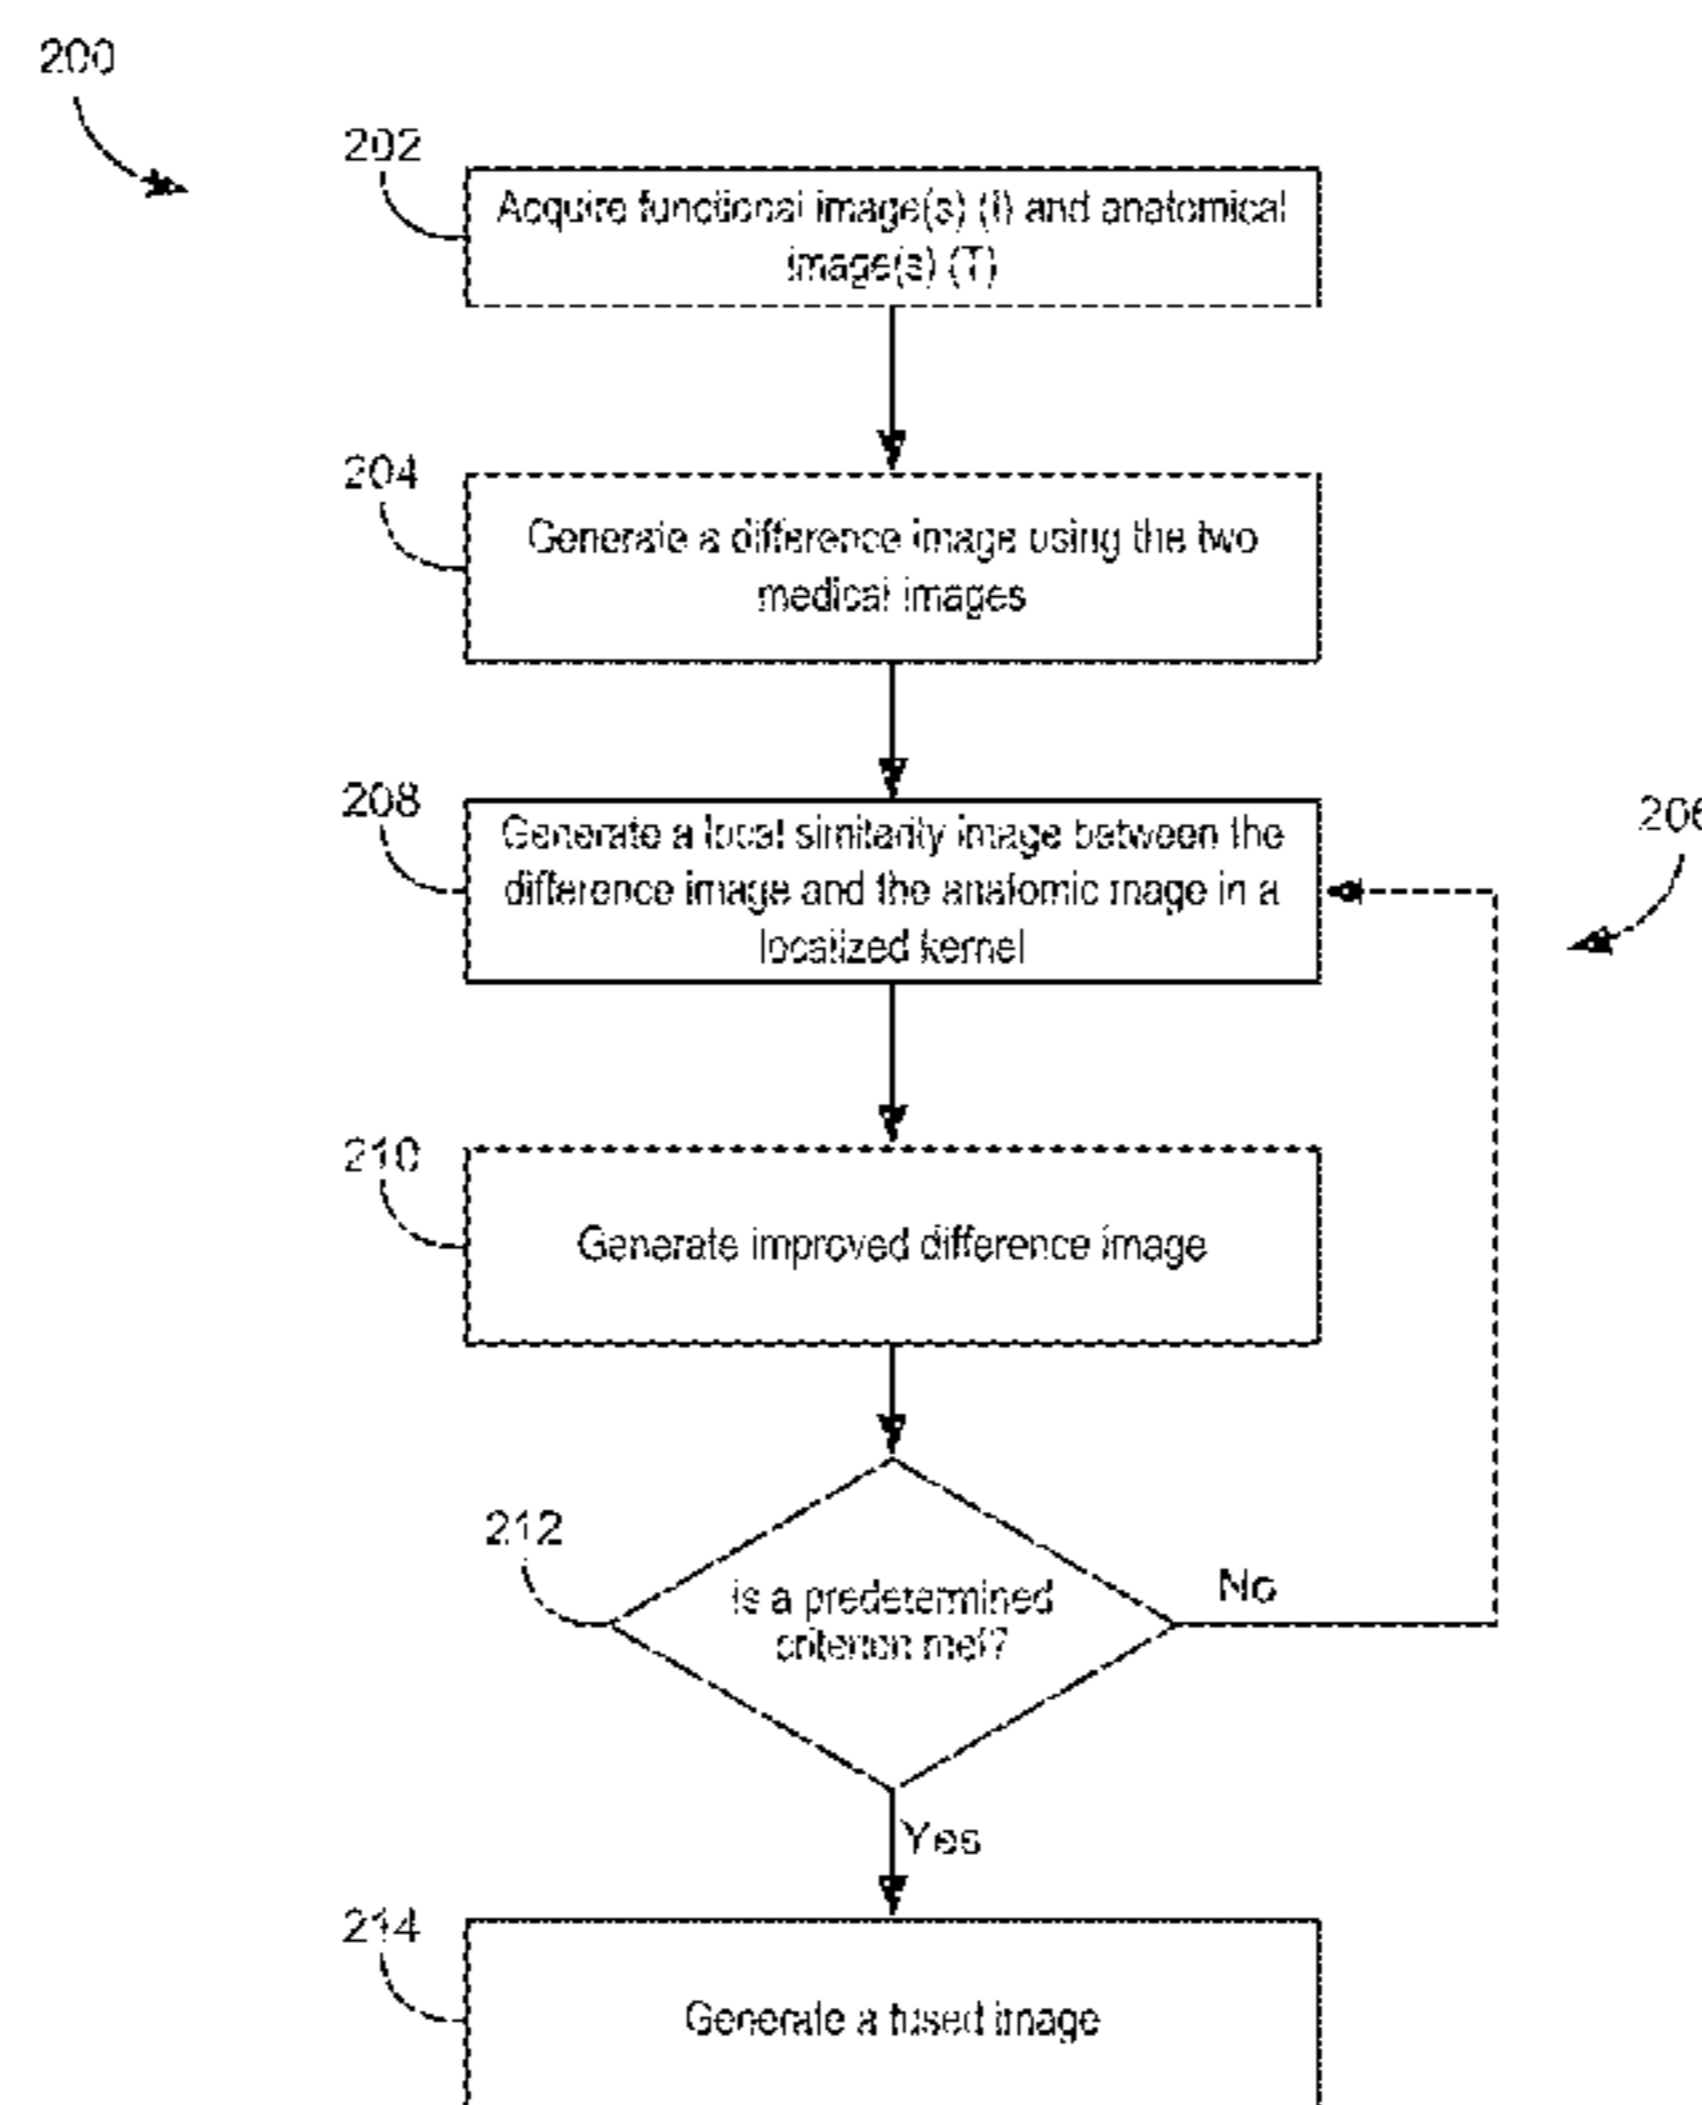 200
202
Acquire functional image(s) (I) and anatomical
image(s) (T)
204
Generate a difference image using the two
medical images
208
Generate a local similarity image between the
difference image and the anatomic image in a
localized kernel
206
210
Generate improved difference image
212
is a predetermined
criterion met?
No
Yes
214
Generate a fused image